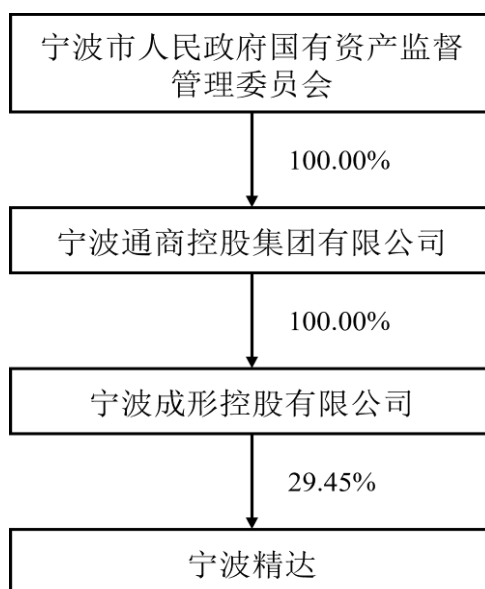 宁波市人民政府国有资产监督
管理委员会
100.00%
宁波通商控股集团有限公司
100.00%
宁波成形控股有限公司
29.45%
宁波精达